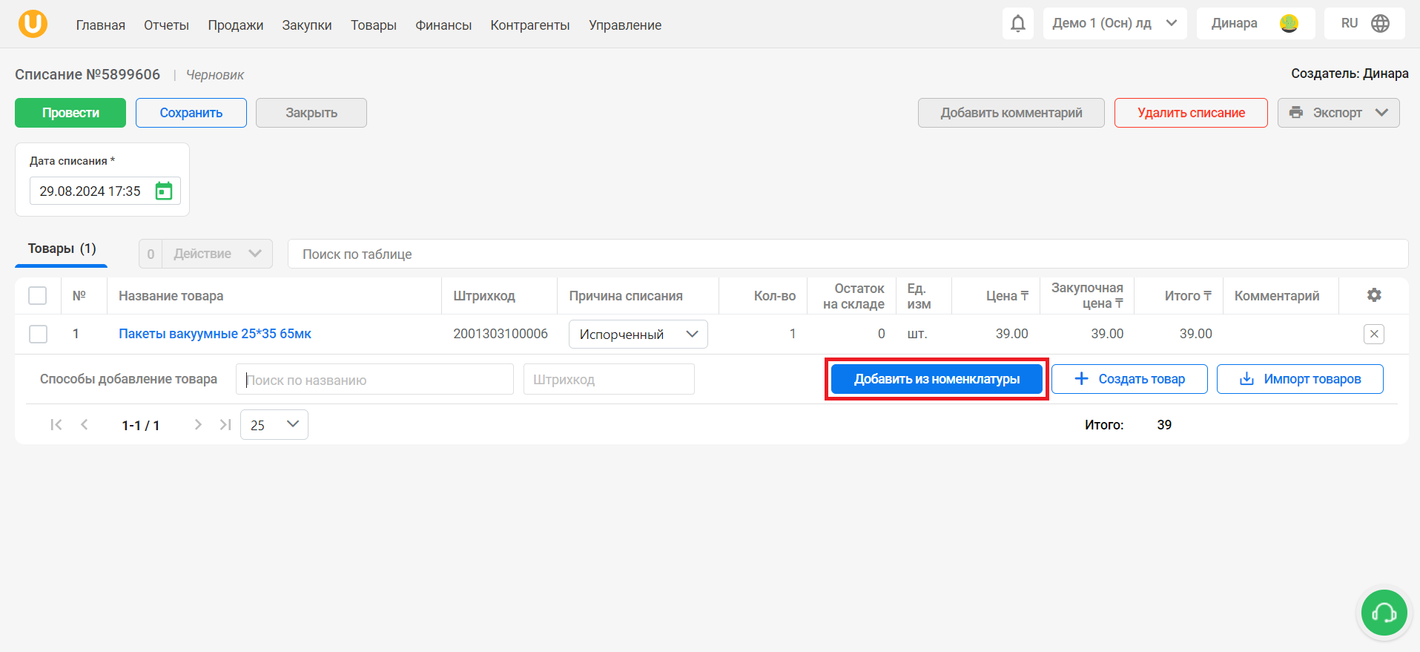 U
Главная Отчеты Продажи Закупки Товары Финансы Контрагенты Управление
Демо 1 (Осн) лд
Динара
RU
Списание №5899606 | Черновик
Создатель: Динара
Провести
Сохранить
Закрыть
Добавить комментарий
Удалить списание
Экспорт
Дата списания *
29.08.2024 17:35
Товары (1)
0 Действие
Поиск по таблице
№ Название товара Штрихкод Причина списания Кол-во Остаток на складе Ед. изм Цена ₸ Закупочная цена ₸ Итого ₸ Комментарий
1 Пакеты вакуумные 25*35 65мк 2001303100006 Испорченный 1 0 шт. 39.00 39.00 39.00
Способы добавление товара Поиск по названию Штрихкод Добавить из номенклатуры + Создать товар Импорт товаров
1-1 / 1 25 Итого: 39